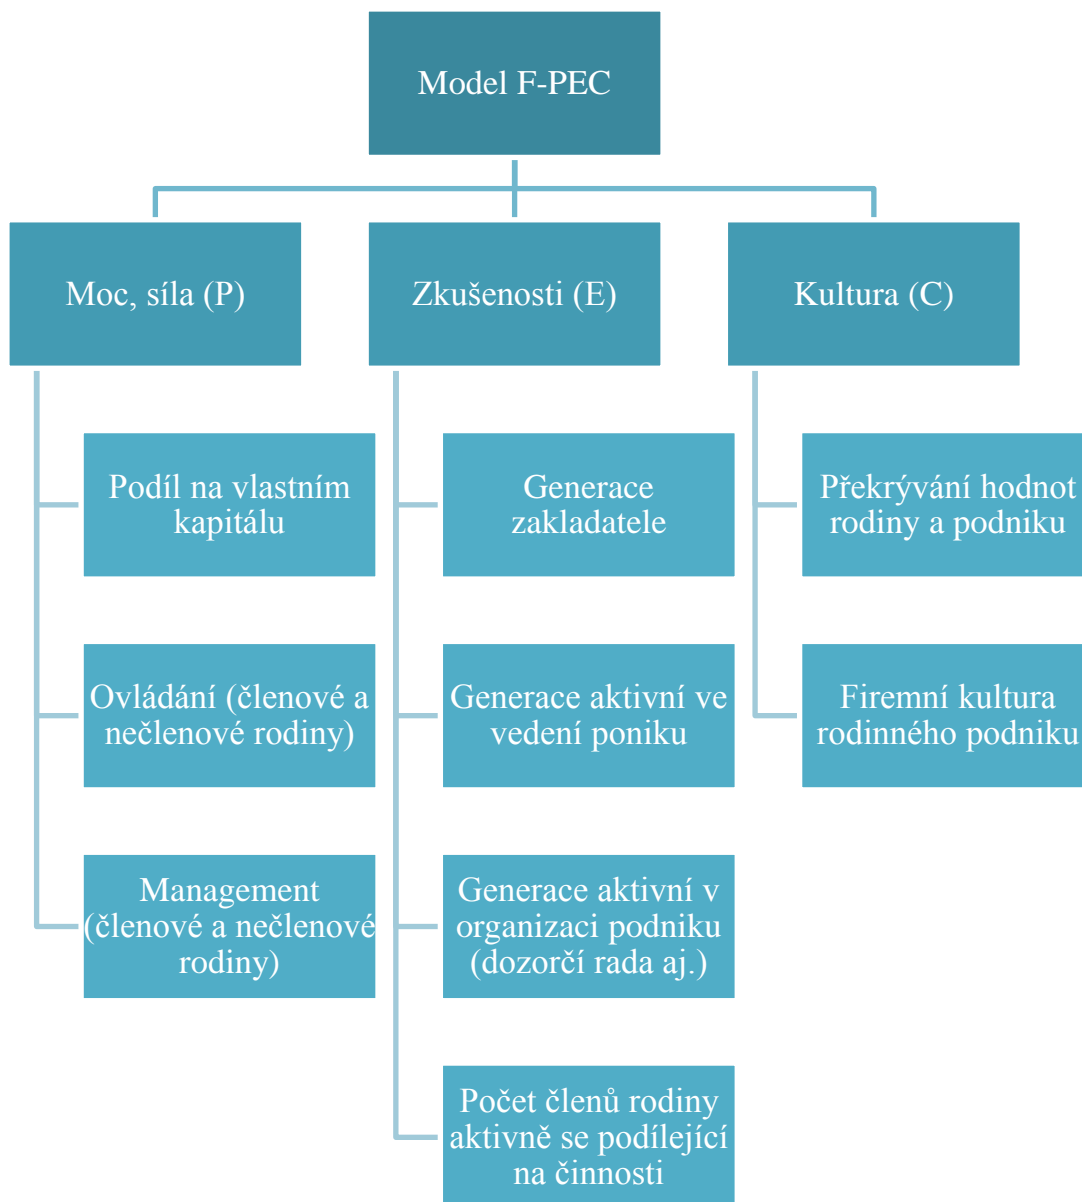 Model F-PEC
Moc, síla (P)
Podíl na vlastním
kapitálu
Ovládání (členové a
nečlenové rodiny)
Management
(členové a nečlenové
rodiny)
Zkušenosti (E)
Generace
zakladatele
Generace aktivní ve
vedení poniku
Generace aktivní v
organizaci podniku
(dozorčí rada aj.)
Počet členů rodiny
aktivně se podílející
na činnosti
Kultura (C)
Překrývání hodnot
rodiny a podniku
Firemní kultura
rodinného podniku